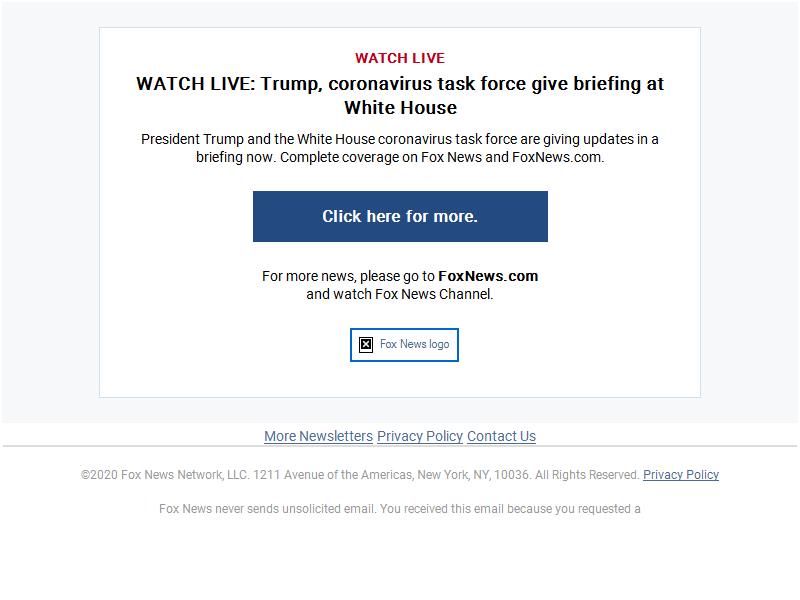 WATCH LIVE
WATCH LIVE: Trump, coronavirus task force give briefing at
White House
President Trump and the White House coronavirus task force are giving updates in a
briefing now. Complete coverage on Fox News and FoxNews.com.
Click here for more.
For more news, please go to FoxNews.com
and watch Fox News Channel.
Fox News logo
More Newsletters Privacy Policy Contact Us
©2020 Fox News Network, LLC. 1211 Avenue of the Americas, New York, NY, 10036. All Rights Reserved. Privacy Policy
Fox News never sends unsolicited email. You received this email because you requested a